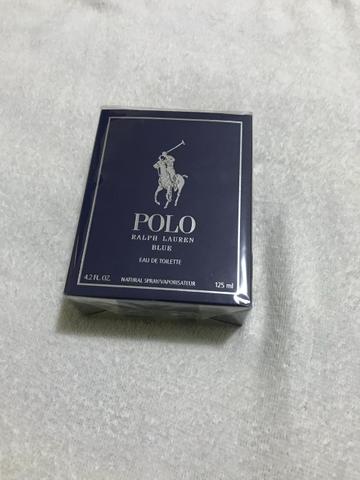 POLO
RALPH LAUREN
BLUE
EAU DE TOILETTE
4.2 FL. OZ. NATURAL SPRAY/VAPORISATEUR 125 ml